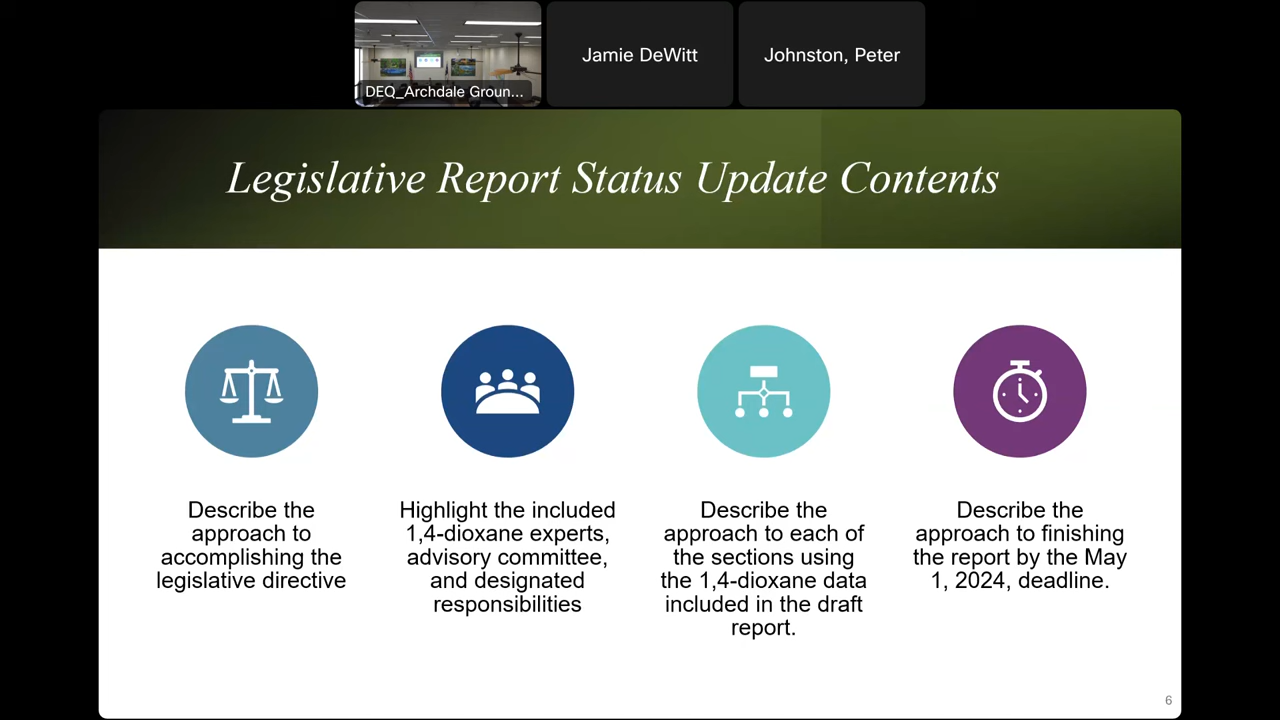 DEQ_Archdale Groun...
Jamie DeWitt
Johnston, Peter
Legislative Report Status Update Contents
Describe the
approach to
accomplishing the
legislative directive
Highlight the included
1,4-dioxane experts,
advisory committee,
and designated
responsibilities
Describe the
approach to each of
the sections using
the 1,4-dioxane data
included in the draft
report.
Describe the
approach to finishing
the report by the May
1, 2024, deadline.
6